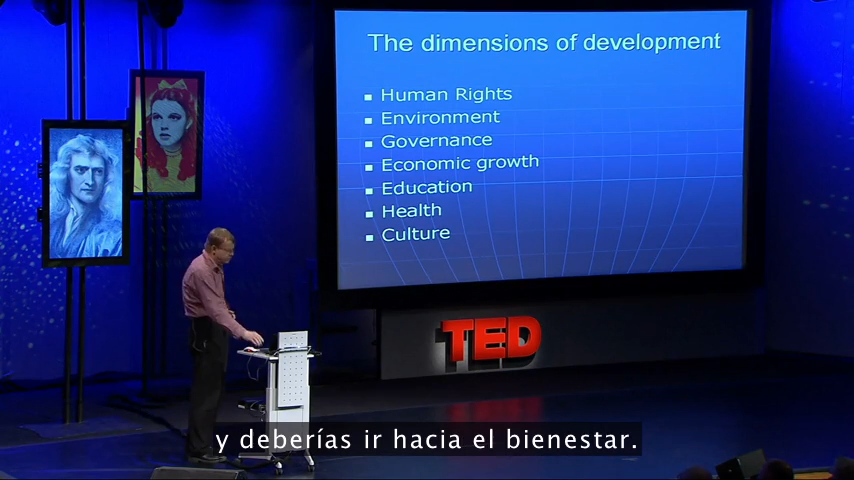 The dimensions of development
Human Rights
Environment
Governance
Economic growth
Education
Health
Culture
TED
y deberías ir hacia el bienestar.